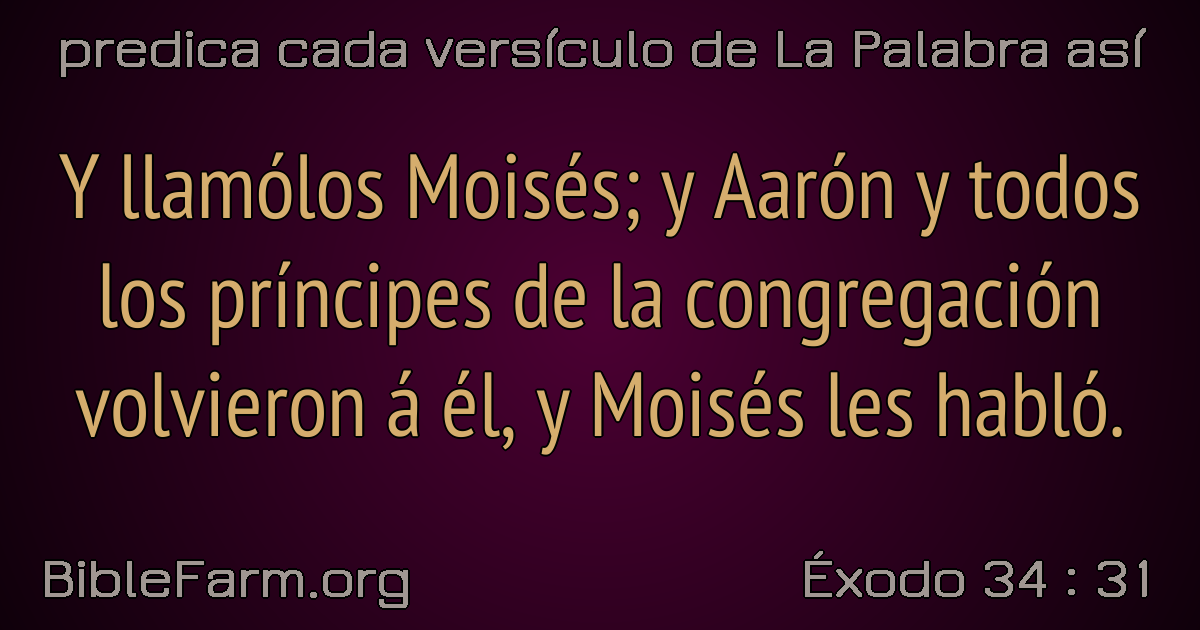 predica cada versículo de La Palabra así
Y llamólos Moisés; y Aarón y todos
los príncipes de la congregación
volvieron á él, y Moisés les habló.
BibleFarm.org
Éxodo 34 : 31